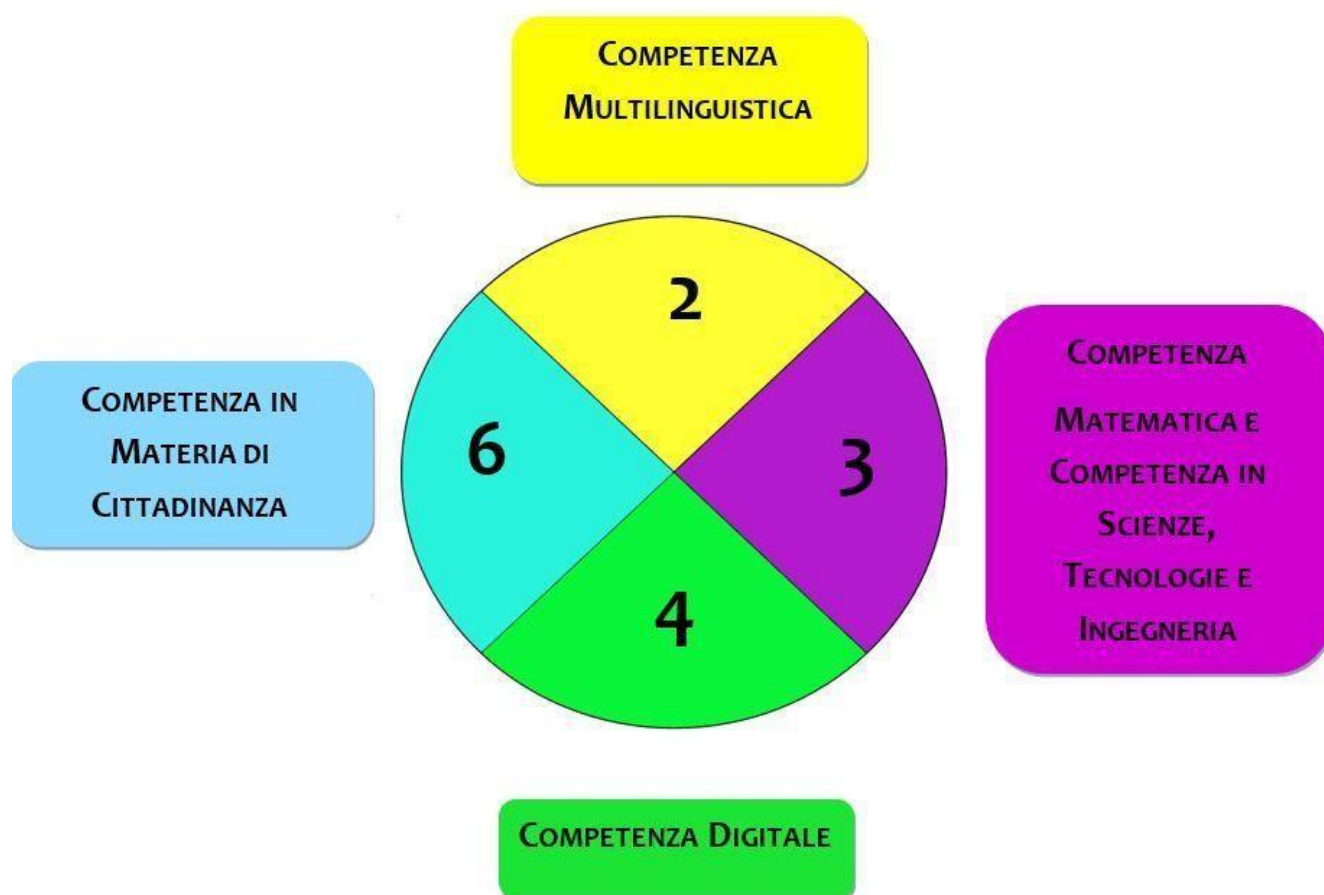 COMPETENZA
MULTILINGUISTICA
2
6
3
4
COMPETENZA IN
MATERIA DI
CITTADINANZA
COMPETENZA
MATEMATICA E
COMPETENZA IN
SCIENZE,
TECNOLOGIE E
INGEGNERIA
COMPETENZA DIGITALE